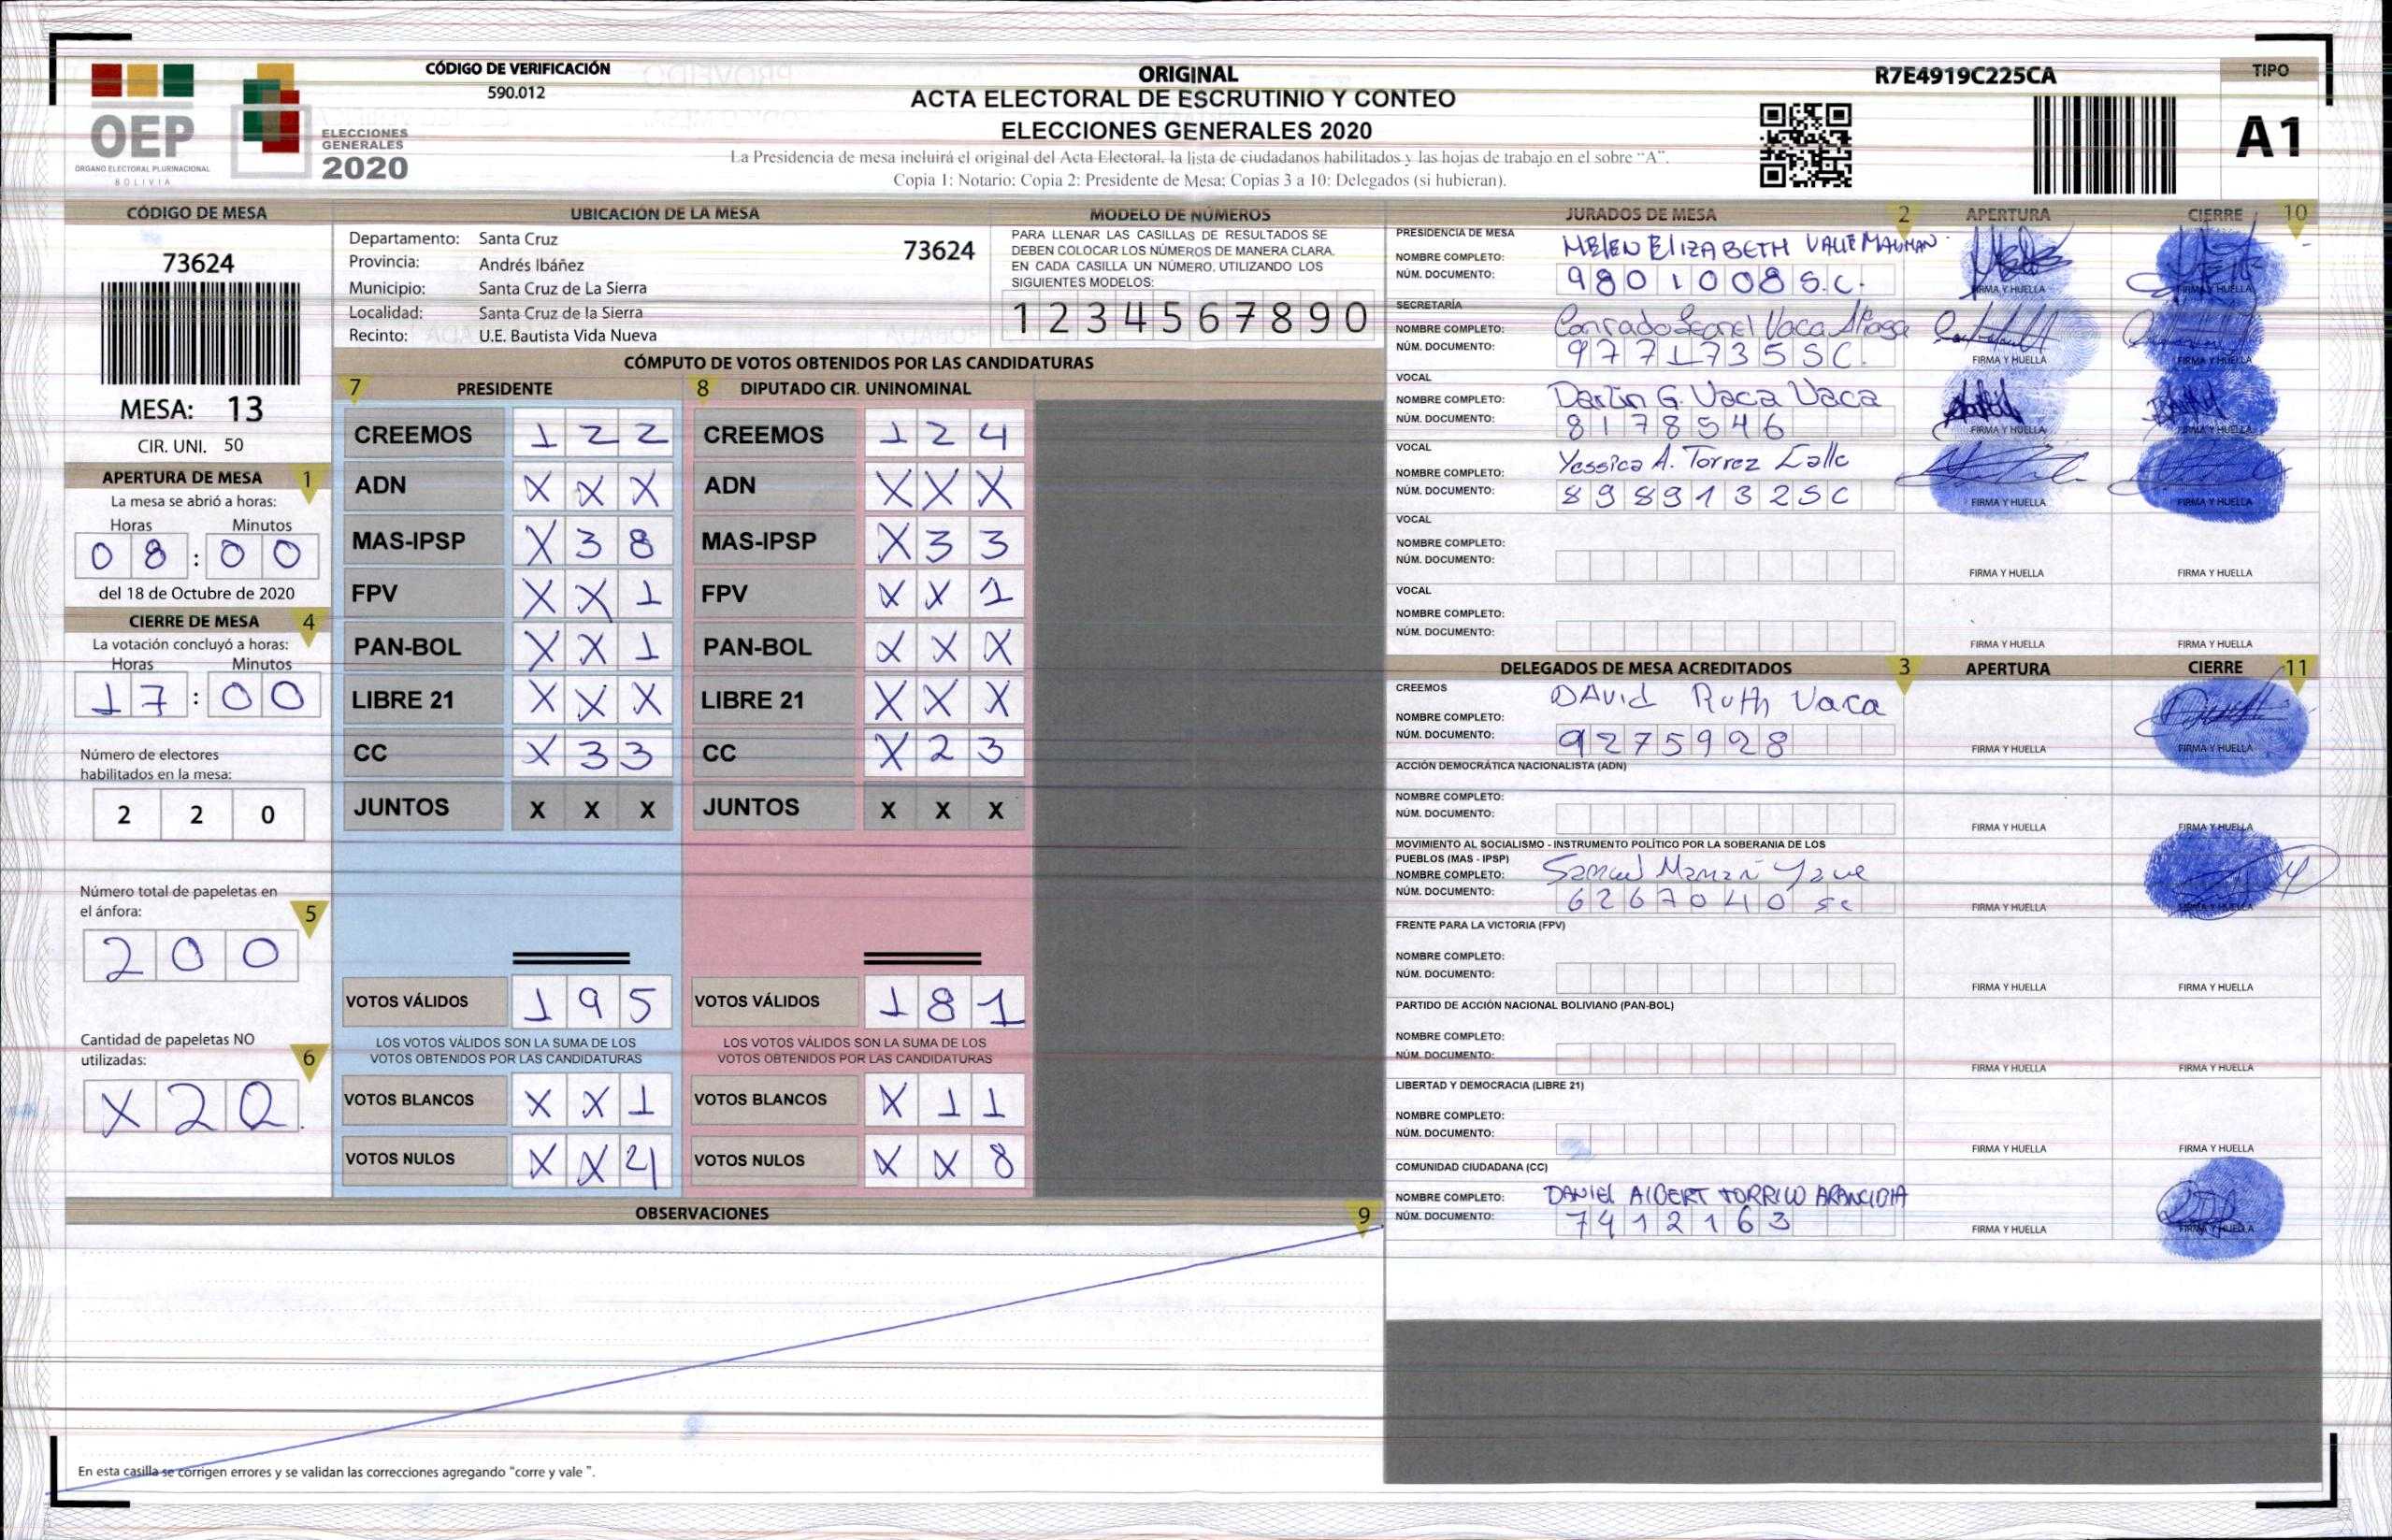 CÓDIGO DE VERIFICACIÓN
590.012
OEP
ÓRGANO ELECTORAL PLURINACIONAL
BOLIVIA
ELECCIONES
GENERALES
2020
ORIGINAL
ACTA ELECTORAL DE ESCRUTINIO Y CONTEO
ELECCIONES GENERALES 2020
La Presidencia de mesa incluirá el original del Acta Electoral, la lista de ciudadanos habilitados y las hojas de trabajo en el sobre "A".
Copia 1: Notario; Copia 2: Presidente de Mesa; Copias 3 a 10: Delegados (si hubieran).
R7E4919C225CA
TIPO
A1
CÓDIGO DE MESA
73624
MESA: 13
CIR. UNI. 50
APERTURA DE MESA 1
La mesa se abrió a horas:
Horas Minutos
08:00
del 18 de Octubre de 2020
CIERRE DE MESA 4
La votación concluyó a horas:
Horas Minutos
17:00
Número de electores
habilitados en la mesa:
2 2 0
Número total de papeletas en
el ánfora: 5
2 0 0
Cantidad de papeletas NO
utilizadas: 6
X 2 0
UBICACIÓN DE LA MESA
Departamento: Santa Cruz 73624
Provincia: Andrés Ibáñez
Municipio: Santa Cruz de La Sierra
Localidad: Santa Cruz de la Sierra
Recinto: U.E. Bautista Vida Nueva
MODELO DE NÚMEROS
PARA LLENAR LAS CASILLAS DE RESULTADOS SE
DEBEN COLOCAR LOS NÚMEROS DE MANERA CLARA.
EN CADA CASILLA UN NÚMERO, UTILIZANDO LOS
SIGUIENTES MODELOS:
1 2 3 4 5 6 7 8 9 0
CÓMPUTO DE VOTOS OBTENIDOS POR LAS CANDIDATURAS
7 PRESIDENTE
CREEMOS 1 2 2
ADN X X X
MAS-IPSP X 3 8
FPV X X 1
PAN-BOL X X 1
LIBRE 21 X X X
CC X 3 3
JUNTOS X X X
VOTOS VÁLIDOS 1 9 5
LOS VOTOS VÁLIDOS SON LA SUMA DE LOS
VOTOS OBTENIDOS POR LAS CANDIDATURAS
VOTOS BLANCOS X X 1
VOTOS NULOS X X 4
8 DIPUTADO CIR. UNINOMINAL
CREEMOS 1 2 4
ADN X X X
MAS-IPSP X 3 3
FPV X X 1
PAN-BOL X X X
LIBRE 21 X X X
CC X 2 3
JUNTOS X X X
VOTOS VÁLIDOS 1 8 1
LOS VOTOS VÁLIDOS SON LA SUMA DE LOS
VOTOS OBTENIDOS POR LAS CANDIDATURAS
VOTOS BLANCOS X 1 1
VOTOS NULOS X X 8
OBSERVACIONES 9
En esta casilla se corrigen errores y se validan las correcciones agregando "corre y vale ".
JURADOS DE MESA 2 APERTURA CIERRE 10
PRESIDENCIA DE MESA
NOMBRE COMPLETO: ELIZABETH VALLE
NÚM. DOCUMENTO: 9801008 S.C.
FIRMA Y HUELLA FIRMA Y HUELLA
SECRETARÍA
NOMBRE COMPLETO: Conrado Leonel Vaca
NÚM. DOCUMENTO: 9771735 SC.
FIRMA Y HUELLA FIRMA Y HUELLA
VOCAL
NOMBRE COMPLETO: Darlin G. Vaca Vaca
NÚM. DOCUMENTO: 8178546
FIRMA Y HUELLA FIRMA Y HUELLA
VOCAL
NOMBRE COMPLETO: Yessica A. Torrez Lalle
NÚM. DOCUMENTO: 8989132SC
FIRMA Y HUELLA FIRMA Y HUELLA
VOCAL
NOMBRE COMPLETO:
NÚM. DOCUMENTO:
FIRMA Y HUELLA FIRMA Y HUELLA
VOCAL
NOMBRE COMPLETO:
NÚM. DOCUMENTO:
FIRMA Y HUELLA FIRMA Y HUELLA
DELEGADOS DE MESA ACREDITADOS 3 APERTURA CIERRE 11
CREEMOS
NOMBRE COMPLETO: David Ruth Vaca
NÚM. DOCUMENTO: 9275928
FIRMA Y HUELLA FIRMA Y HUELLA
ACCIÓN DEMOCRÁTICA NACIONALISTA (ADN)
NOMBRE COMPLETO:
NÚM. DOCUMENTO:
FIRMA Y HUELLA FIRMA Y HUELLA
MOVIMIENTO AL SOCIALISMO - INSTRUMENTO POLÍTICO POR LA SOBERANIA DE LOS
PUEBLOS (MAS - IPSP)
NOMBRE COMPLETO: Samuel Mamani
NÚM. DOCUMENTO: 6267040 sc
FIRMA Y HUELLA FIRMA Y HUELLA
FRENTE PARA LA VICTORIA (FPV)
NOMBRE COMPLETO:
NÚM. DOCUMENTO:
FIRMA Y HUELLA FIRMA Y HUELLA
PARTIDO DE ACCIÓN NACIONAL BOLIVIANO (PAN-BOL)
NOMBRE COMPLETO:
NÚM. DOCUMENTO:
FIRMA Y HUELLA FIRMA Y HUELLA
LIBERTAD Y DEMOCRACIA (LIBRE 21)
NOMBRE COMPLETO:
NÚM. DOCUMENTO:
FIRMA Y HUELLA FIRMA Y HUELLA
COMUNIDAD CIUDADANA (CC)
NOMBRE COMPLETO: DANIEL ALBERT TORRICO ARANCIBIA
NÚM. DOCUMENTO: 7412163
FIRMA Y HUELLA FIRMA Y HUELLA